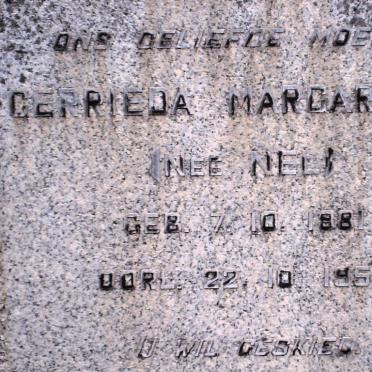 ONS GELIEFDE MOE
GERRIEDA MARGAR
(NEE NEL)
GEB. 7. 10. 188
OORL. 22. 10. 195
U WIL GESKIED.